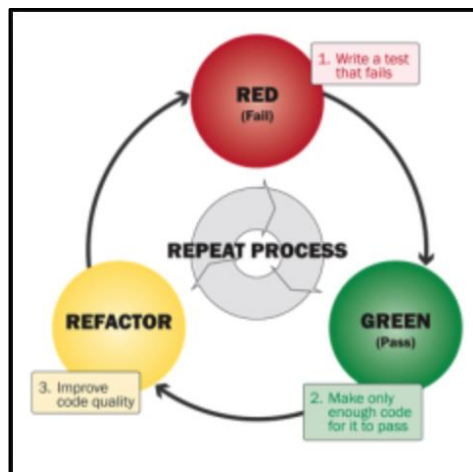 1. Write a test
that fails
RED
(Fail)
REPEAT PROCESS
REFACTOR
GREEN
(Pass)
3. Improve
code quality
2. Make only
enough code
for it to pass